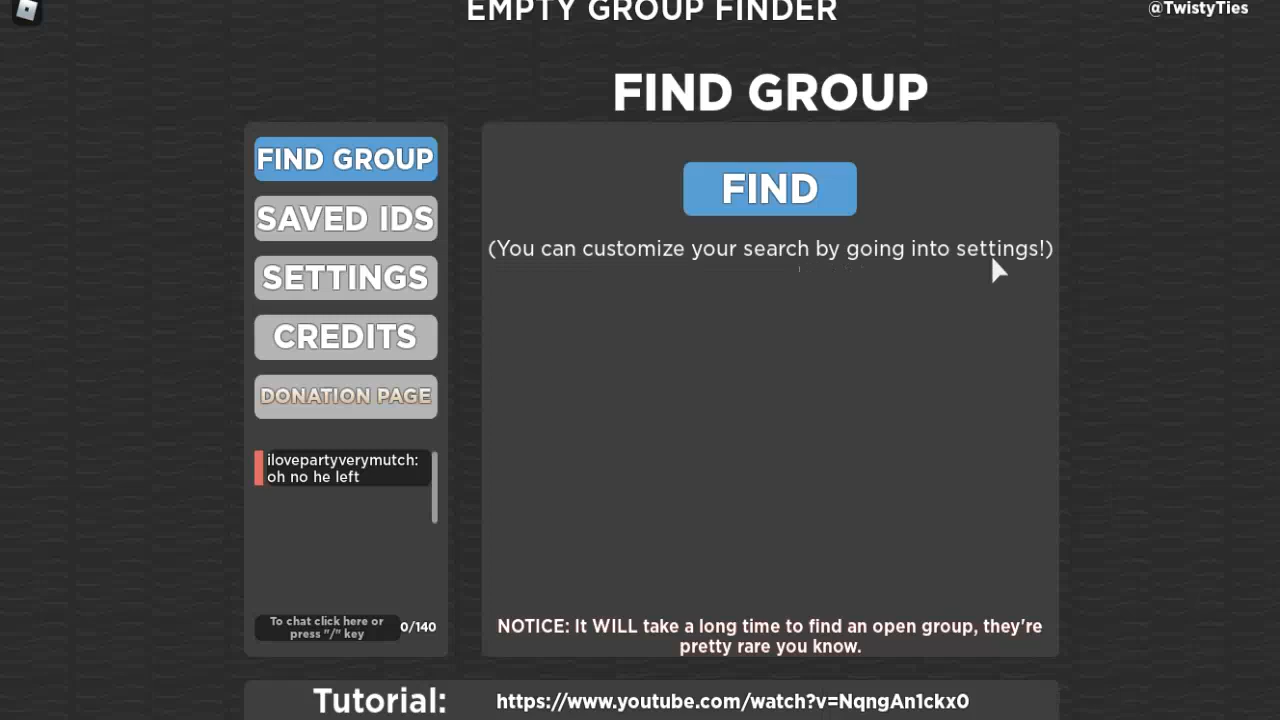 EMPTY GROUP FINDER
@TwistyTies
FIND GROUP
FIND GROUP
SAVED IDS
SETTINGS
CREDITS
DONATION PAGE
ilovepartyverymutch:
oh no he left
To chat click here or
press "/" key
0/140
FIND
(You can customize your search by going into settings!)
NOTICE: It WILL take a long time to find an open group, they're
pretty rare you know.
Tutorial:
https://www.youtube.com/watch?v=NqngAn1ckx0